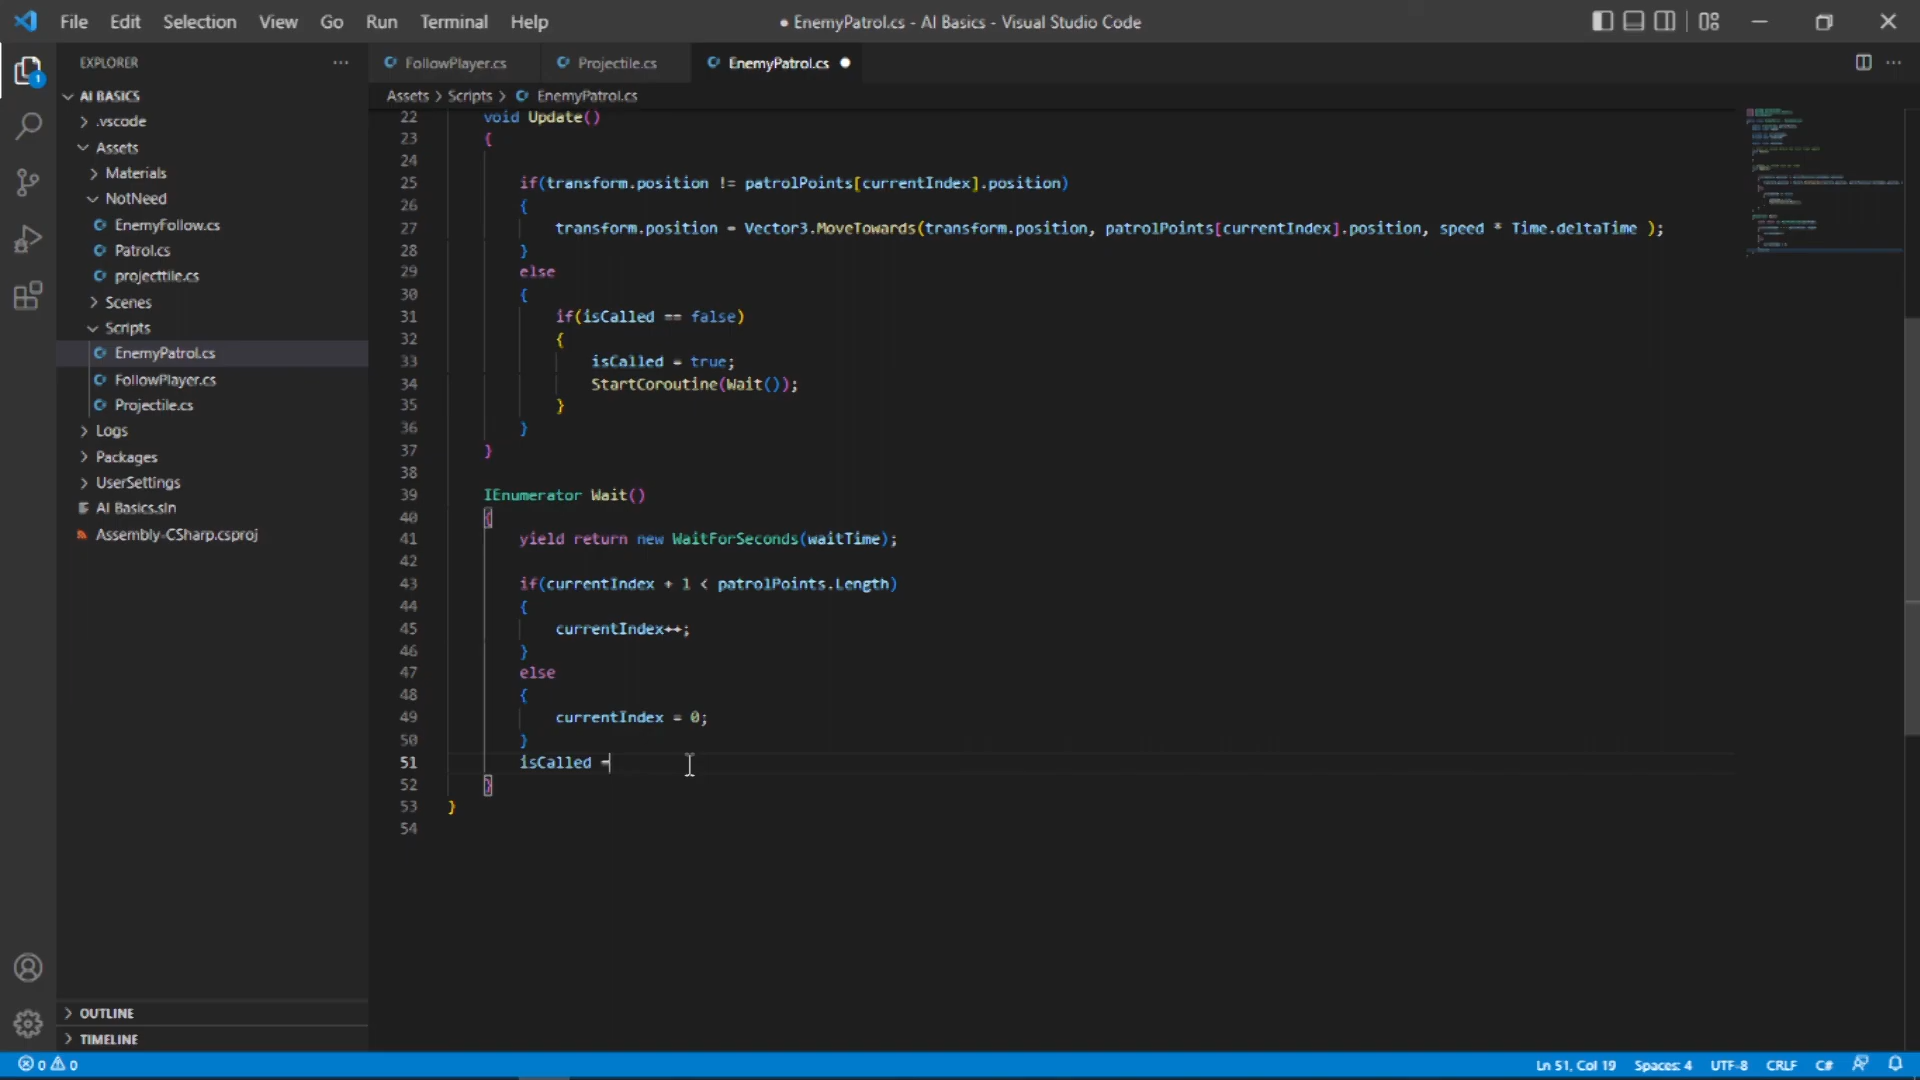 File Edit Selection View Go Run Terminal Help
● EnemyPatrol.cs - AI Basics - Visual Studio Code
EXPLORER
FollowPlayer.cs
Projectile.cs
EnemyPatrol.cs
Assets > Scripts > EnemyPatrol.cs
AI BASICS
.vscode
Assets
Materials
NotNeed
EnemyFollow.cs
Patrol.cs
projecttile.cs
Scenes
Scripts
EnemyPatrol.cs
FollowPlayer.cs
Projectile.cs
Logs
Packages
UserSettings
AI Basics.sln
Assembly-CSharp.csproj
OUTLINE
TIMELINE
22 void Update()
23 {
24
25 if(transform.position != patrolPoints[currentIndex].position)
26 {
27 transform.position = Vector3.MoveTowards(transform.position, patrolPoints[currentIndex].position, speed * Time.deltaTime );
28 }
29 else
30 {
31 if(isCalled == false)
32 {
33 isCalled = true;
34 StartCoroutine(Wait());
35 }
36 }
37 }
38
39 IEnumerator Wait()
40 {
41 yield return new WaitForSeconds(waitTime);
42
43 if(currentIndex + 1 < patrolPoints.Length)
44 {
45 currentIndex++;
46 }
47 else
48 {
49 currentIndex = 0;
50 }
51 isCalled =
52 }
53 }
54
1
0 0
Ln 51, Col 19 Spaces: 4 UTF-8 CRLF C#